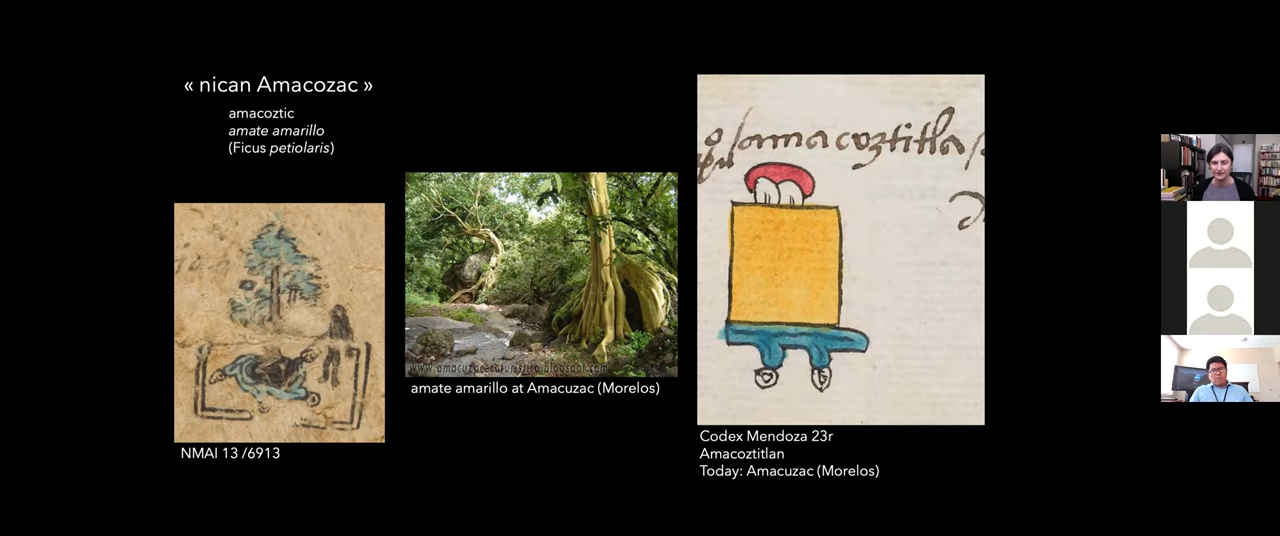 « nican Amacozac »
amacoztic
amate amarillo
(Ficus petiolaris)
NMAI 13 /6913
www.amacuzacecoturistico.blogspot.com
amate amarillo at Amacuzac (Morelos)
amacoztitla
Codex Mendoza 23r
Amacoztitlan
Today: Amacuzac (Morelos)